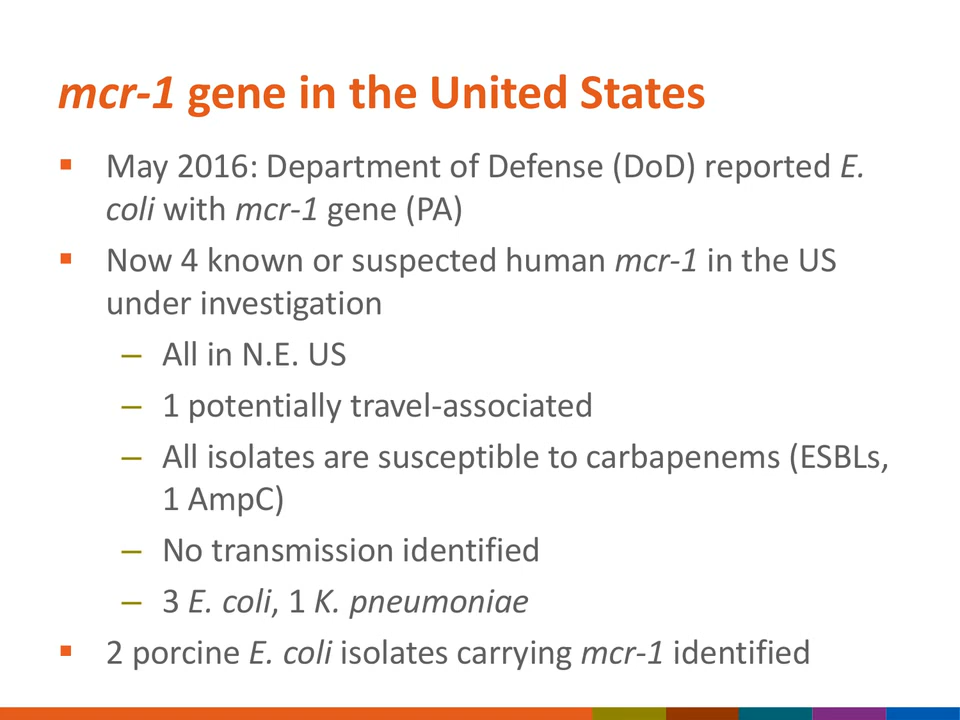 mcr-1 gene in the United States
▪ May 2016: Department of Defense (DoD) reported E.
coli with mcr-1 gene (PA)
▪ Now 4 known or suspected human mcr-1 in the US
under investigation
– All in N.E. US
– 1 potentially travel-associated
– All isolates are susceptible to carbapenems (ESBLs,
1 AmpC)
– No transmission identified
– 3 E. coli, 1 K. pneumoniae
▪ 2 porcine E. coli isolates carrying mcr-1 identified